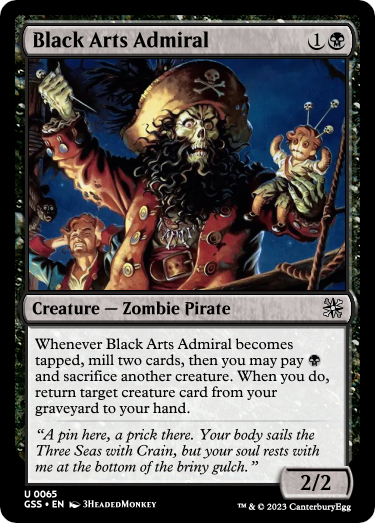 Black Arts Admiral 1
Creature — Zombie Pirate
Whenever Black Arts Admiral becomes
tapped, mill two cards, then you may pay
and sacrifice another creature. When you do,
return target creature card from your
graveyard to your hand.
“A pin here, a prick there. Your body sails the
Three Seas with Crain, but your soul rests with
me at the bottom of the briny gulch.”
2/2
U 0065
GSS • EN 3HeadedMonkey
™ & © 2023 CanterburyEgg